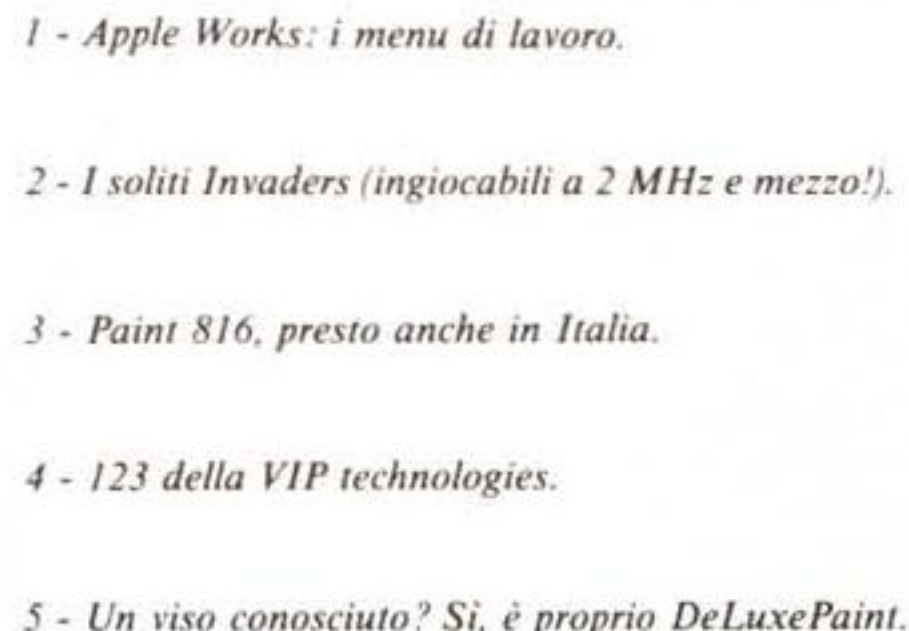 1 - Apple Works: i menu di lavoro.
2 - I soliti Invaders (ingiocabili a 2 MHz e mezzo!).
3 - Paint 816, presto anche in Italia.
4 - 123 della VIP technologies.
5 - Un viso conosciuto? Sì, è proprio DeLuxePaint.